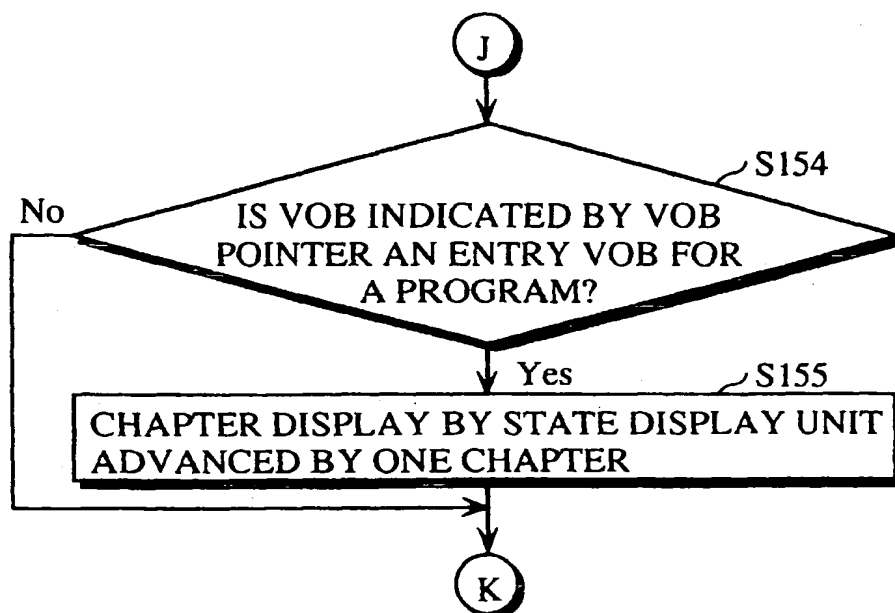 J
S154
No
IS VOB INDICATED BY VOB
POINTER AN ENTRY VOB FOR
A PROGRAM?
Yes
S155
CHAPTER DISPLAY BY STATE DISPLAY UNIT
ADVANCED BY ONE CHAPTER
K